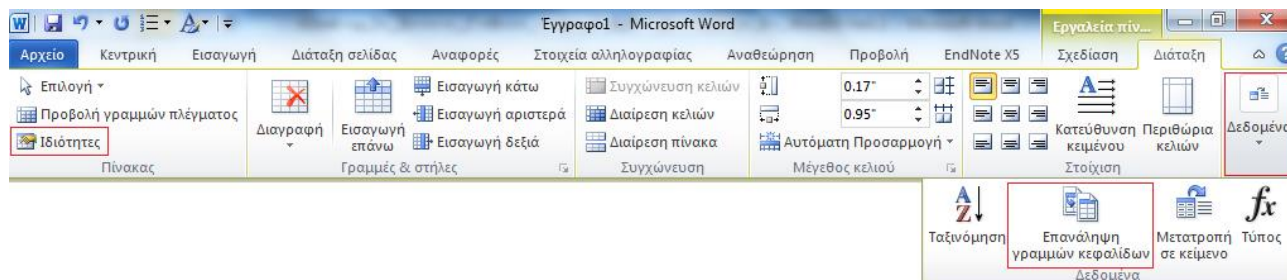 Έγγραφο1 - Microsoft Word
Εργαλεία πίν...
Αρχείο Κεντρική Εισαγωγή Διάταξη σελίδας Αναφορές Στοιχεία αλληλογραφίας Αναθεώρηση Προβολή EndNote X5 Σχεδίαση Διάταξη
Επιλογή
Προβολή γραμμών πλέγματος
Ιδιότητες
Πίνακας
Διαγραφή
Εισαγωγή
επάνω
Εισαγωγή κάτω
Εισαγωγή αριστερά
Εισαγωγή δεξιά
Γραμμές & στήλες
Συγχώνευση κελιών
Διαίρεση κελιών
Διαίρεση πίνακα
Συγχώνευση
0.17"
0.95"
Αυτόματη Προσαρμογή
Μέγεθος κελιού
Κατεύθυνση
κειμένου
Περιθώρια
κελιών
Στοίχιση
Δεδομένα
Ταξινόμηση
Επανάληψη
γραμμών κεφαλίδων
Μετατροπή
σε κείμενο
fx
Τύπος
Δεδομένα